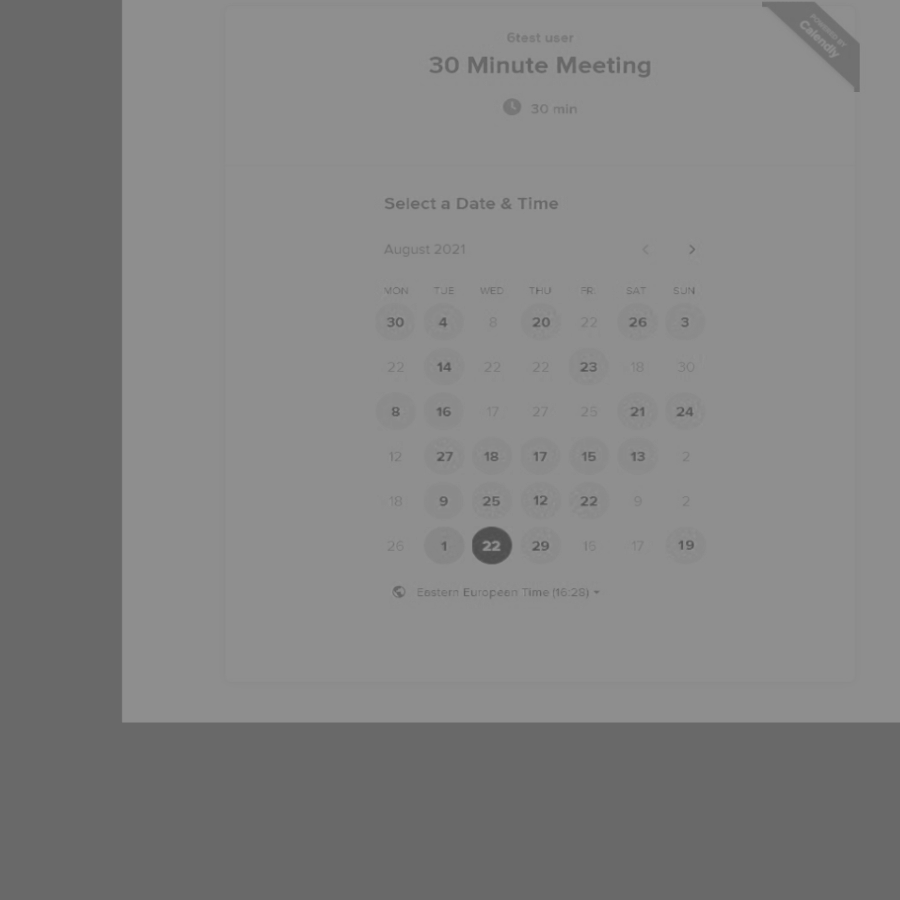 POWERED BY
Calendly
6test user
30 Minute Meeting
30 min
Select a Date & Time
August 2021
MON TUE WED THU FRI SAT SUN
30 4 8 20 22 26 3
22 14 22 22 23 18 30
8 16 17 27 25 21 24
12 27 18 17 15 13 2
18 9 25 12 22 9 2
26 1 22 29 16 17 19
Eastern European Time (16:28)